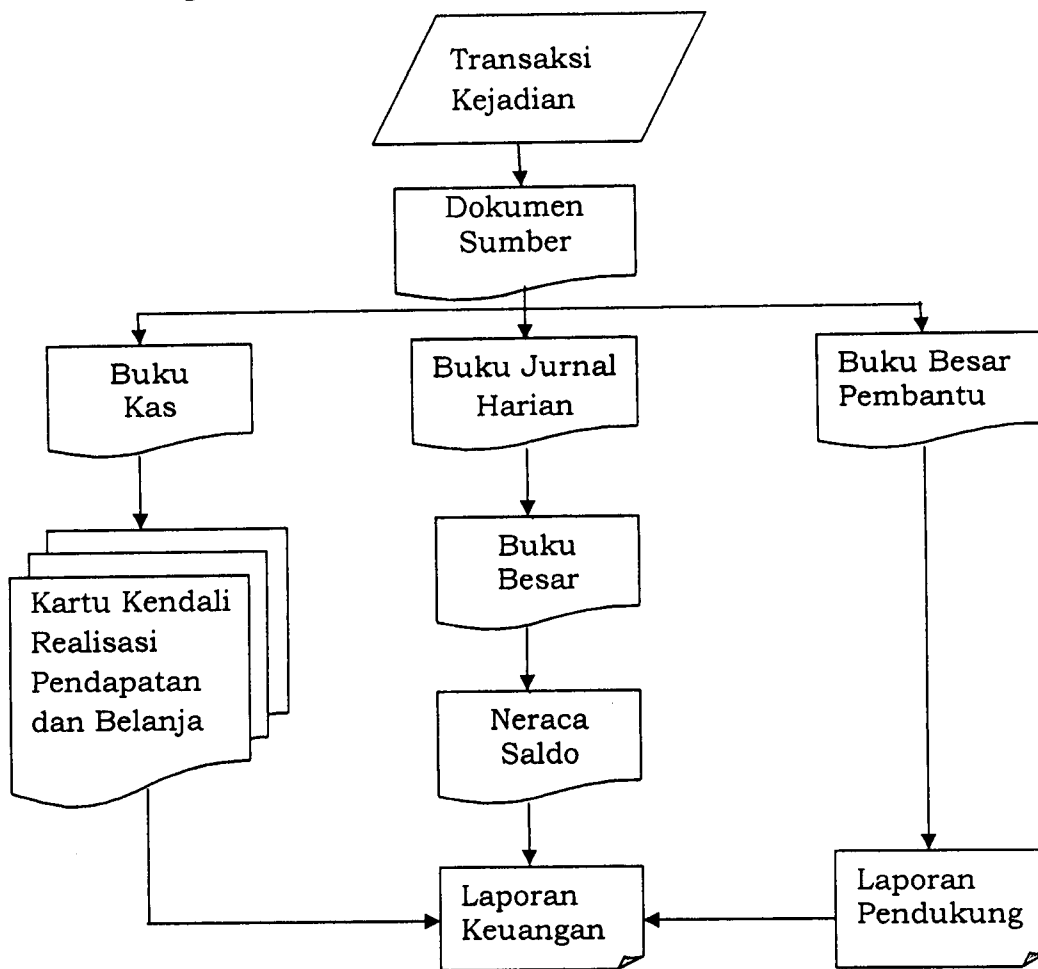 Transaksi
Kejadian
Dokumen
Sumber
Buku
Kas
Buku Jurnal
Harian
Buku Besar
Pembantu
Buku
Besar
Kartu Kendali
Realisasi
Pendapatan
dan Belanja
Neraca
Saldo
Laporan
Keuangan
Laporan
Pendukung